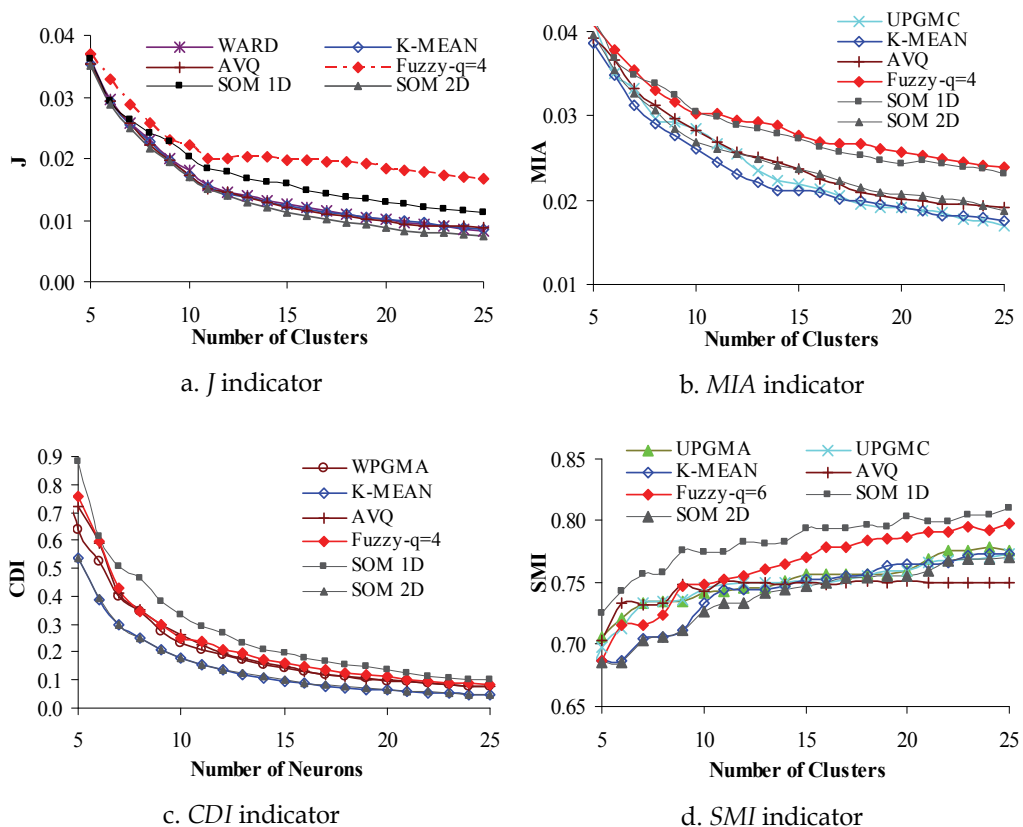 0.04
0.03
0.02
0.01
0.00
J
WARD
K-MEAN
AVQ
Fuzzy-q=4
SOM 1D
SOM 2D
5 10 15 20 25
Number of Clusters
a. J indicator
0.04
0.03
0.02
0.01
MIA
UPGMC
K-MEAN
AVQ
Fuzzy-q=4
SOM 1D
SOM 2D
5 10 15 20 25
Number of Clusters
b. MIA indicator
0.9
0.8
0.7
0.6
0.5
0.4
0.3
0.2
0.1
0.0
CDI
WPGMA
K-MEAN
AVQ
Fuzzy-q=4
SOM 1D
SOM 2D
5 10 15 20 25
Number of Neurons
c. CDI indicator
0.85
0.80
0.75
0.70
0.65
SMI
UPGMA
UPGMC
K-MEAN
AVQ
Fuzzy-q=6
SOM 1D
SOM 2D
5 10 15 20 25
Number of Clusters
d. SMI indicator